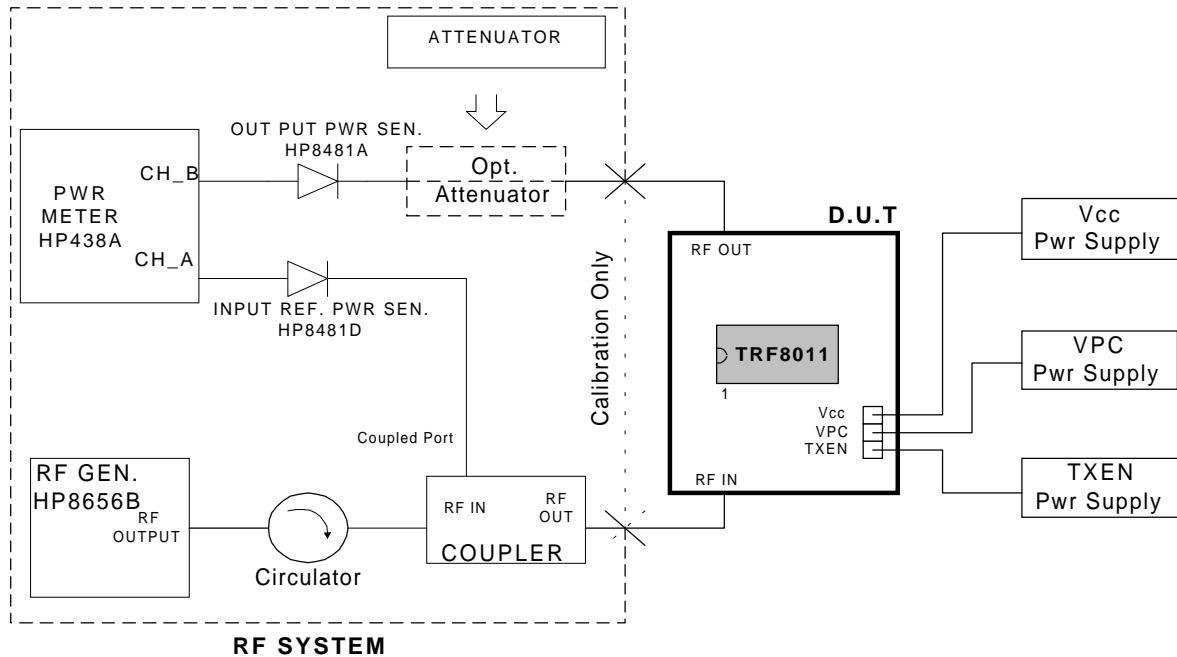 ATTENUATOR
OUT PUT PWR SEN.
HP8481A
Opt.
Attenuator
CH_B
PWR
METER
HP438A
CH_A
INPUT REF. PWR SEN.
HP8481D
Calibration Only
D.U.T
RF OUT
TRF8011
1
Vcc
VPC
TXEN
RF IN
Vcc
Pwr Supply
VPC
Pwr Supply
TXEN
Pwr Supply
Coupled Port
RF GEN.
HP8656B
RF
OUTPUT
Circulator
RF IN
RF
OUT
COUPLER
RF SYSTEM